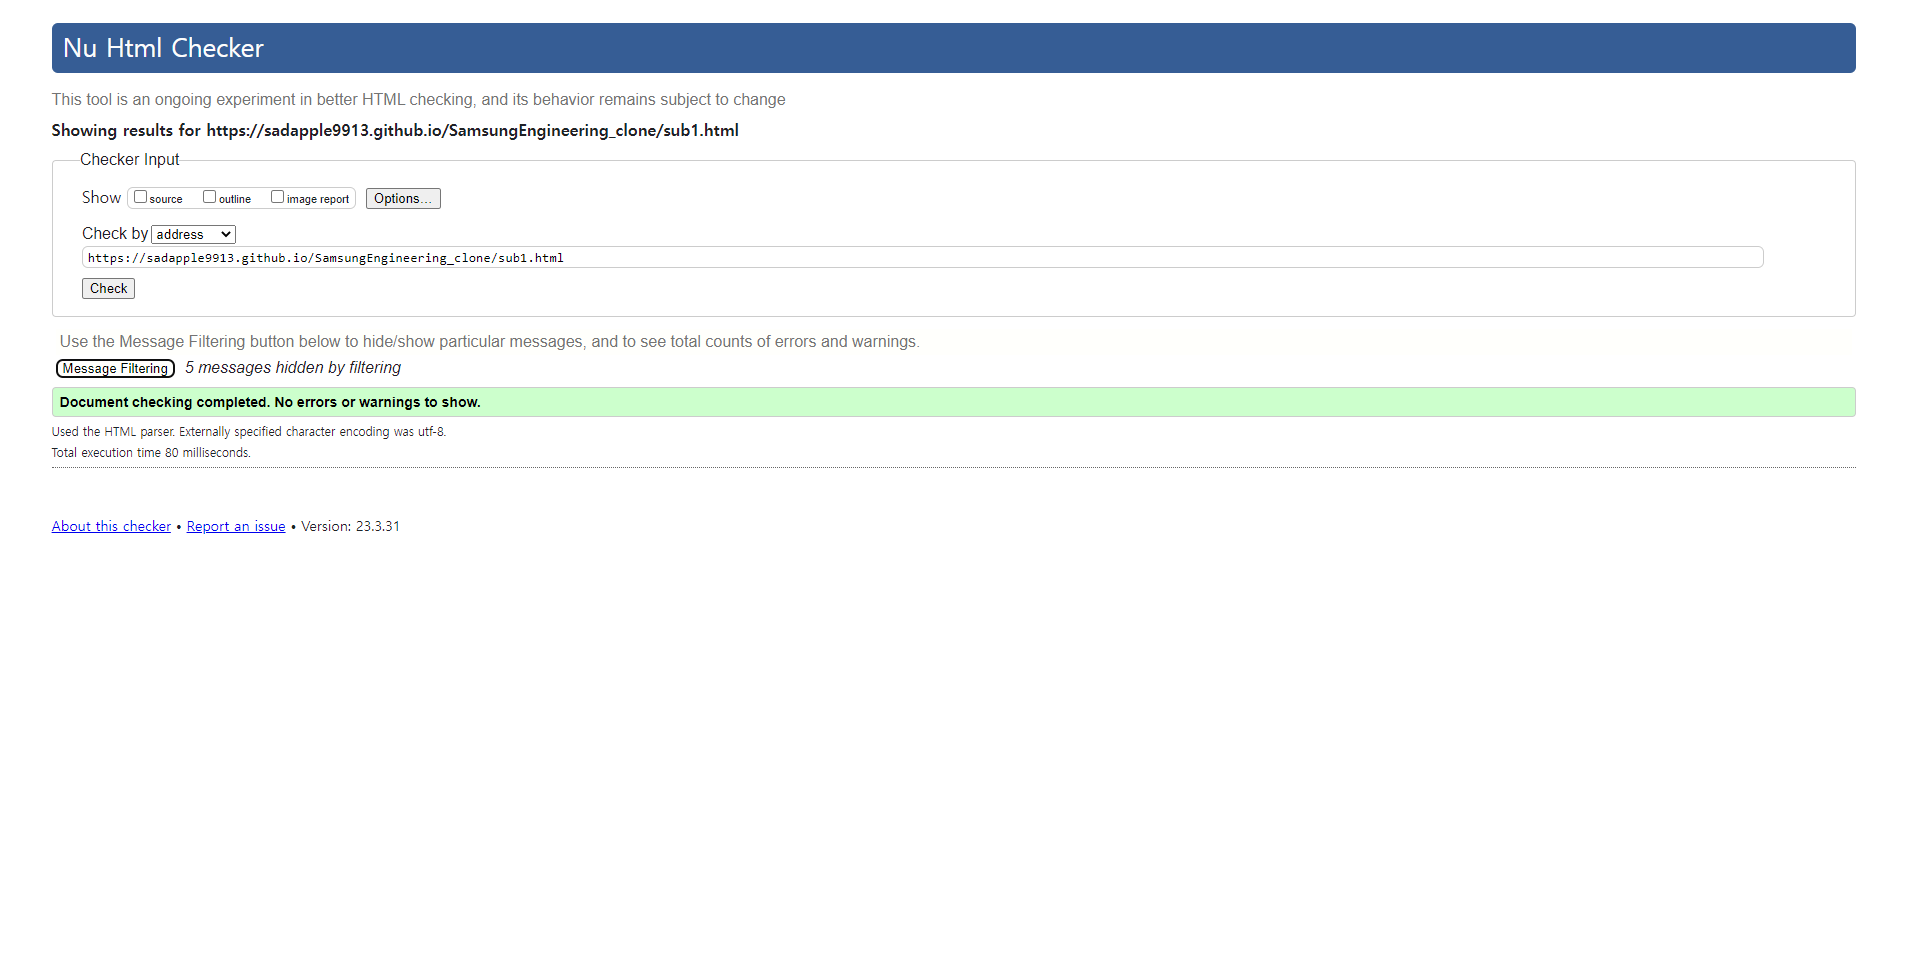 Nu Html Checker
This tool is an ongoing experiment in better HTML checking, and its behavior remains subject to change
Showing results for https://sadapple9913.github.io/SamsungEngineering_clone/sub1.html
Checker Input
Show source outline image report Options...
Check by address
https://sadapple9913.github.io/SamsungEngineering_clone/sub1.html
Check
Use the Message Filtering button below to hide/show particular messages, and to see total counts of errors and warnings.
Message Filtering 5 messages hidden by filtering
Document checking completed. No errors or warnings to show.
Used the HTML parser. Externally specified character encoding was utf-8.
Total execution time 80 milliseconds.
About this checker • Report an issue • Version: 23.3.31